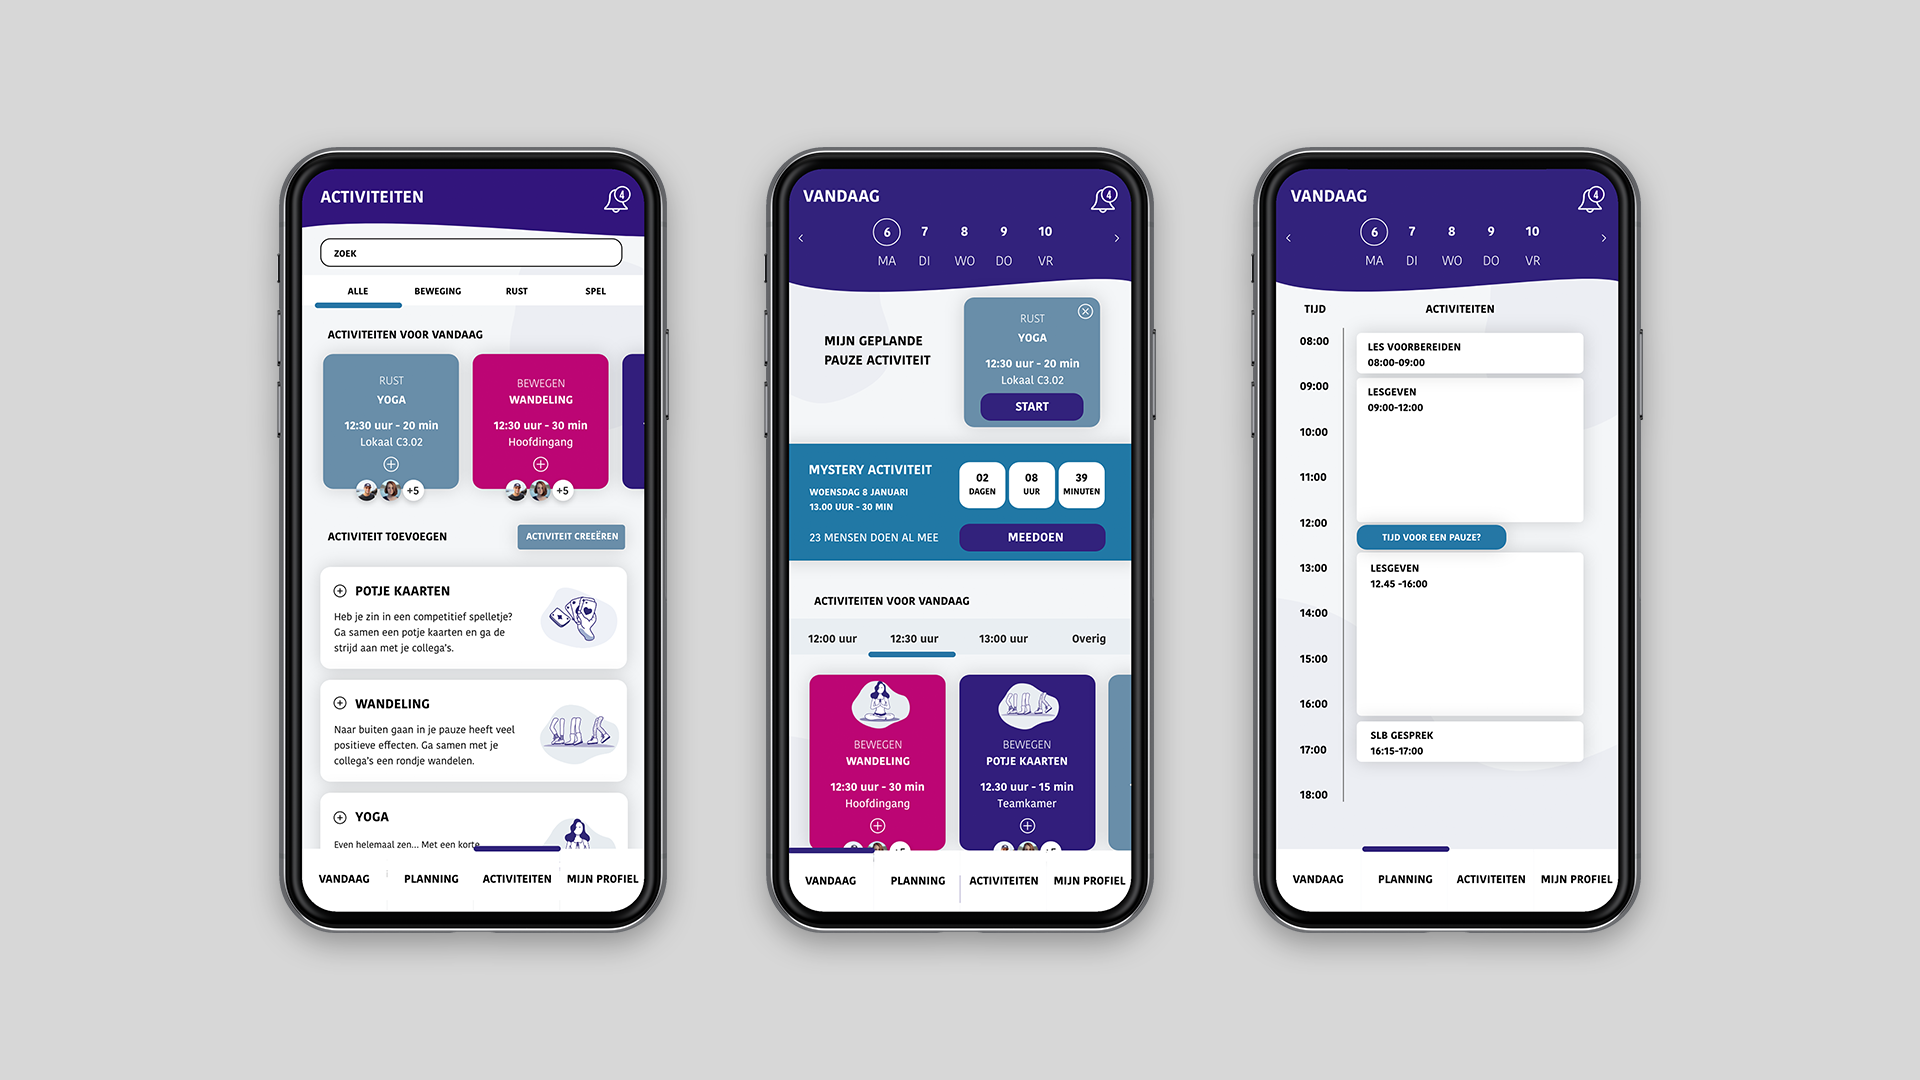 ACTIVITEITEN
4
ZOEK
ALLE BEWEGING RUST SPEL
ACTIVITEITEN VOOR VANDAAG
RUST
YOGA
12:30 uur - 20 min
Lokaal C3.02
+5
BEWEGEN
WANDELING
12:30 uur - 30 min
Hoofdingang
+5
ACTIVITEIT TOEVOEGEN
ACTIVITEIT CREEËREN
POTJE KAARTEN
Heb je zin in een competitief spelletje?
Ga samen een potje kaarten en ga de
strijd aan met je collega's.
WANDELING
Naar buiten gaan in je pauze heeft veel
positieve effecten. Ga samen met je
collega's een rondje wandelen.
YOGA
Even helemaal zen... Met een korte
VANDAAG PLANNING ACTIVITEITEN MIJN PROFIEL
VANDAAG
4
6 7 8 9 10
MA DI WO DO VR
MIJN GEPLANDE
PAUZE ACTIVITEIT
RUST
YOGA
12:30 uur - 20 min
Lokaal C3.02
START
MYSTERY ACTIVITEIT
WOENSDAG 8 JANUARI
13.00 UUR - 30 MIN
02 DAGEN
08 UUR
39 MINUTEN
23 MENSEN DOEN AL MEE
MEEDOEN
ACTIVITEITEN VOOR VANDAAG
12:00 uur 12:30 uur 13:00 uur Overig
BEWEGEN
WANDELING
12:30 uur - 30 min
Hoofdingang
+5
BEWEGEN
POTJE KAARTEN
12.30 uur - 15 min
Teamkamer
+5
VANDAAG PLANNING ACTIVITEITEN MIJN PROFIEL
VANDAAG
4
6 7 8 9 10
MA DI WO DO VR
TIJD ACTIVITEITEN
08:00
LES VOORBEREIDEN
08:00-09:00
09:00
LESGEVEN
09:00-12:00
10:00
11:00
12:00
TIJD VOOR EEN PAUZE?
13:00
LESGEVEN
12.45 -16:00
14:00
15:00
16:00
SLB GESPREK
16:15-17:00
17:00
18:00
VANDAAG PLANNING ACTIVITEITEN MIJN PROFIEL